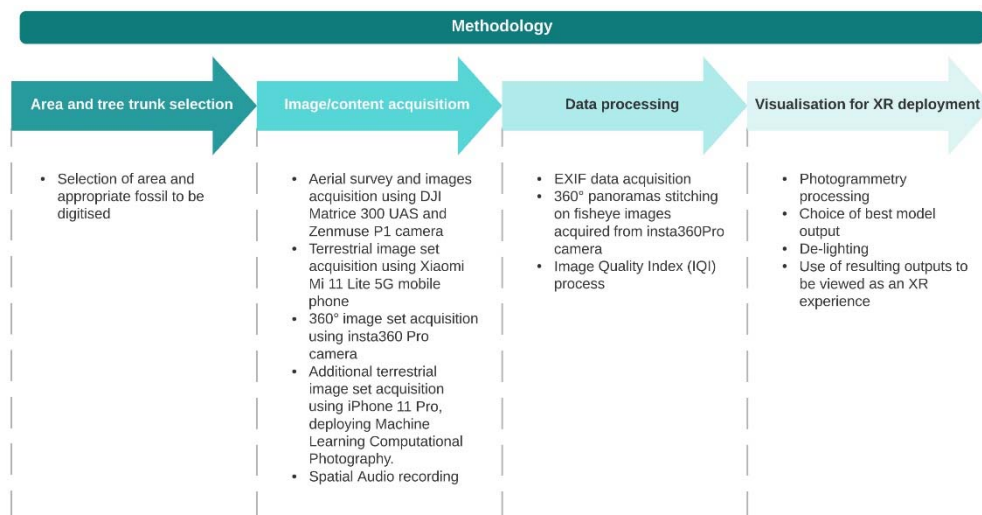 Methodology
Area and tree trunk selection
Image/content acquisitiom
Data processing
Visualisation for XR deployment
• Selection of area and
appropriate fossil to be
digitised
• Aerial survey and images
acquisition using DJI
Matrice 300 UAS and
Zenmuse P1 camera
• Terrestrial image set
acquisition using Xiaomi
Mi 11 Lite 5G mobile
phone
• 360° image set acquisition
using insta360 Pro
camera
• Additional terrestrial
image set acquisition
using iPhone 11 Pro,
deploying Machine
Learning Computational
Photography.
• Spatial Audio recording
• EXIF data acquisition
• 360° panoramas stitching
on fisheye images
acquired from insta360Pro
camera
• Image Quality Index (IQI)
process
• Photogrammetry
processing
• Choice of best model
output
• De-lighting
• Use of resulting outputs to
be viewed as an XR
experience